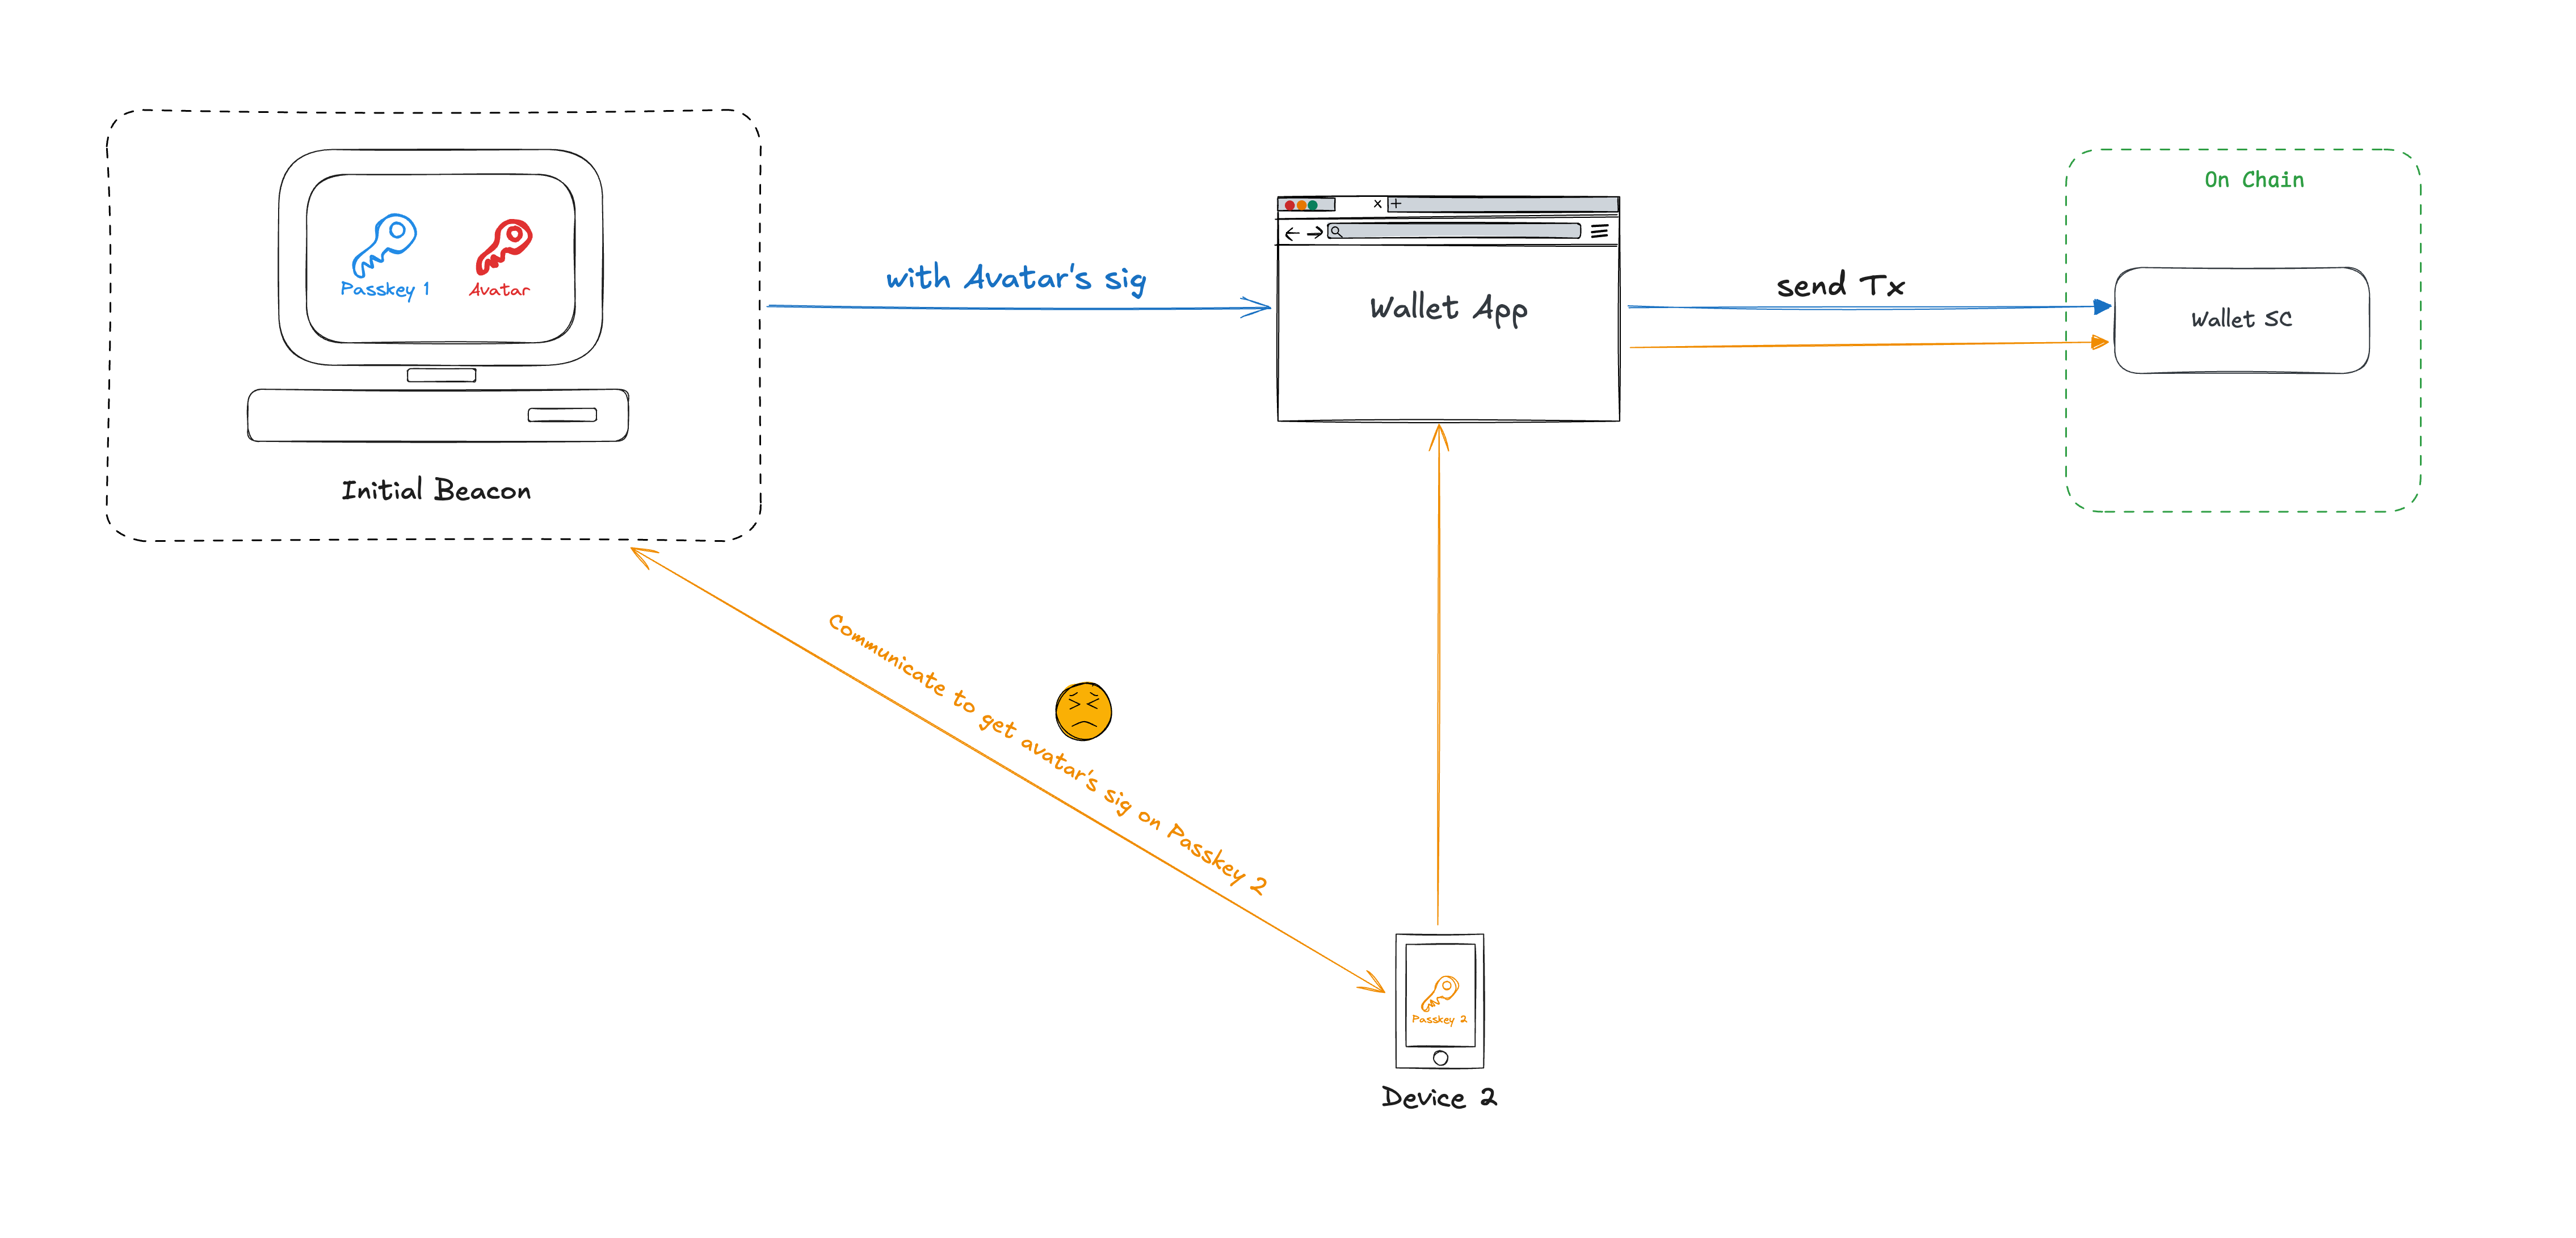 On Chain
Passkey 1
Avatar
with Avatar's sig
Wallet App
send Tx
Wallet SC
Initial Beacon
Communicate to get avatar's sig on Passkey 2
Passkey 2
Device 2